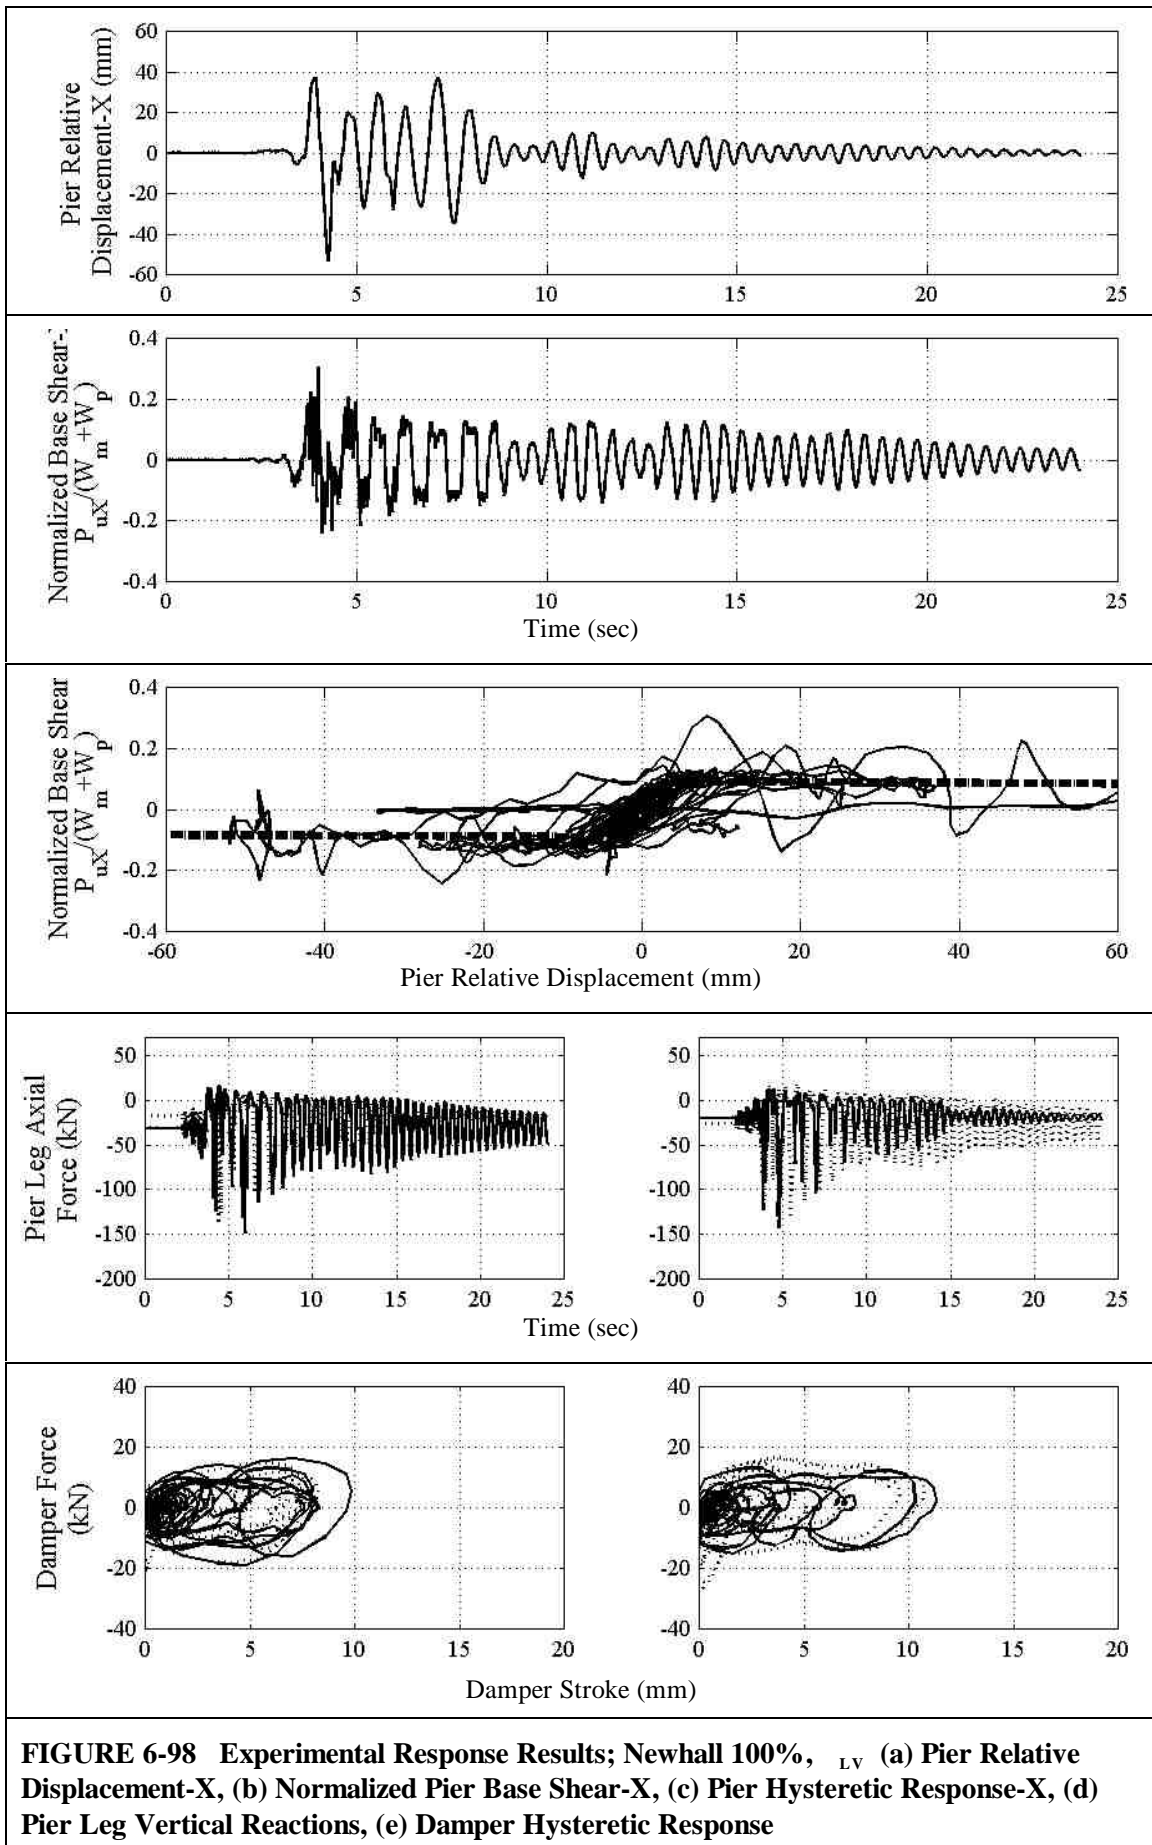 Pier Relative
Displacement-X (mm)
60
40
20
0
-20
-40
-60
0 5 10 15 20 25
Normalized Base Shear-
P_uX/(W_m+W_p)
0.4
0.2
0
-0.2
-0.4
0 5 10 15 20 25
Time (sec)
Normalized Base Shear
P_uX/(W_m+W_p)
0.4
0.2
0
-0.2
-0.4
-60 -40 -20 0 20 40 60
Pier Relative Displacement (mm)
Pier Leg Axial
Force (kN)
50
0
-50
-100
-150
-200
0 5 10 15 20 25
50
0
-50
-100
-150
-200
0 5 10 15 20 25
Time (sec)
Damper Force
(kN)
40
20
0
-20
-40
0 5 10 15 20
40
20
0
-20
-40
0 5 10 15 20
Damper Stroke (mm)
FIGURE 6-98 Experimental Response Results; Newhall 100%, LV (a) Pier Relative
Displacement-X, (b) Normalized Pier Base Shear-X, (c) Pier Hysteretic Response-X, (d)
Pier Leg Vertical Reactions, (e) Damper Hysteretic Response